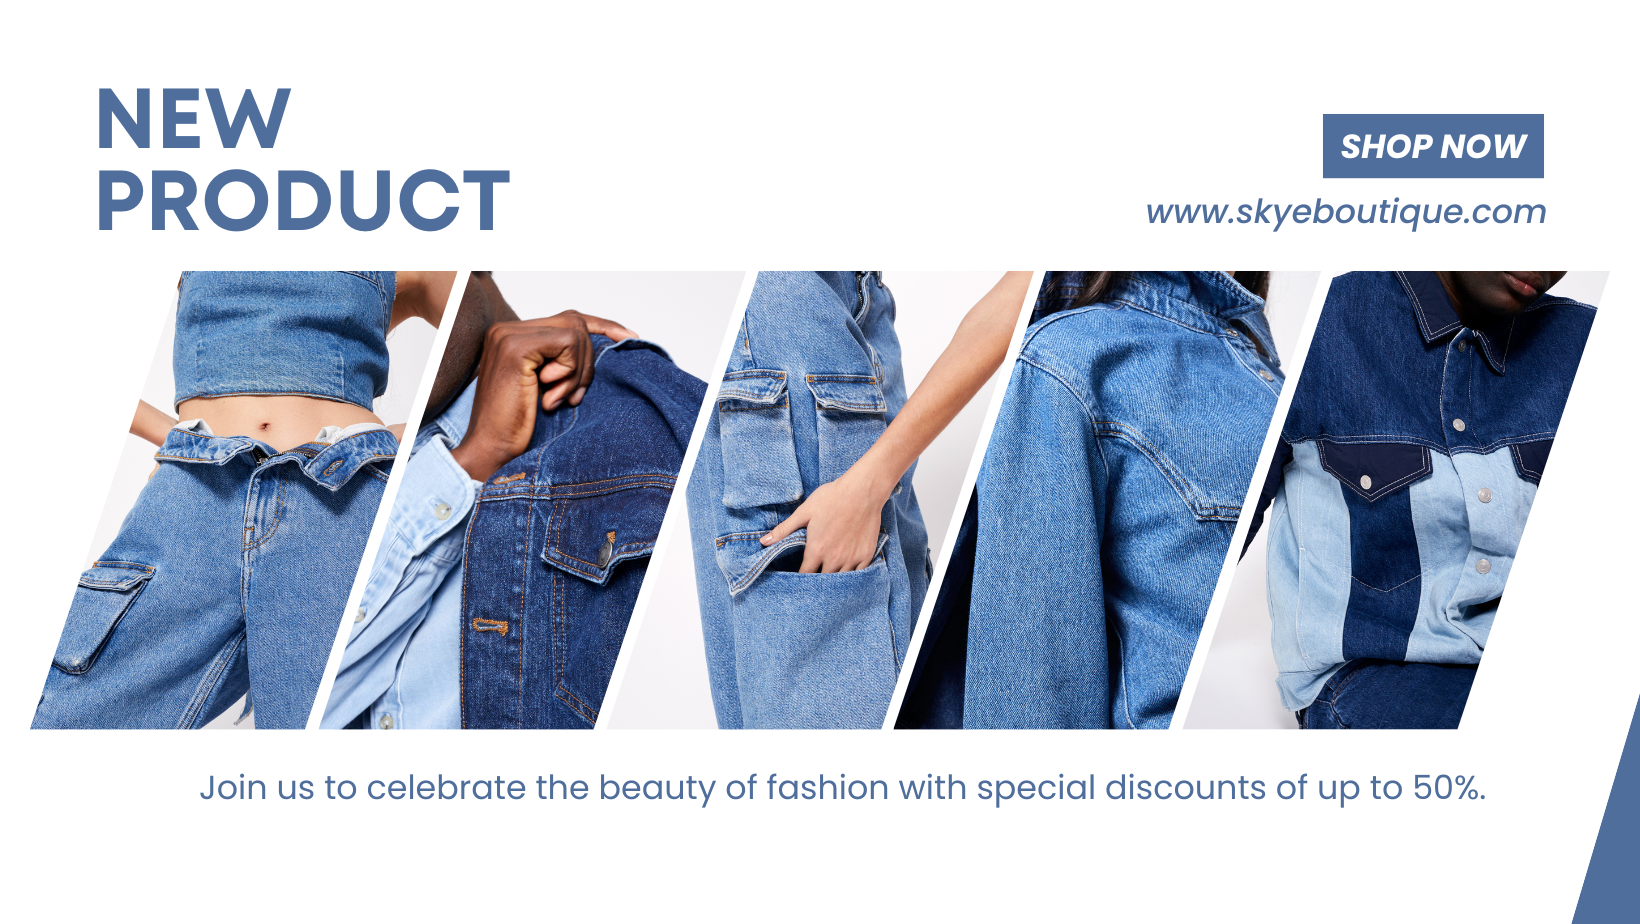 NEW
PRODUCT
SHOP NOW
www.skyeboutique.com
Join us to celebrate the beauty of fashion with special discounts of up to 50%.